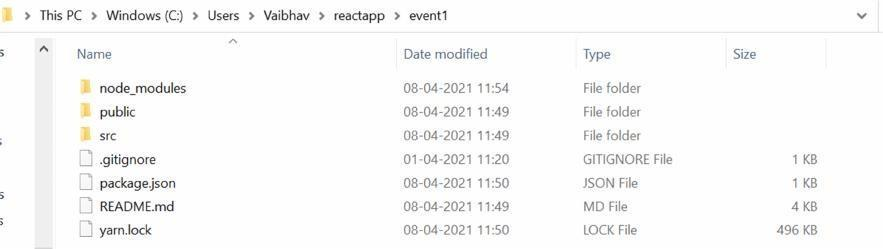 This PC > Windows (C:) > Users > Vaibhav > reactapp > event1
Name Date modified Type Size
node_modules 08-04-2021 11:54 File folder
public 08-04-2021 11:49 File folder
src 08-04-2021 11:49 File folder
.gitignore 01-04-2021 11:20 GITIGNORE File 1 KB
package.json 08-04-2021 11:50 JSON File 1 KB
README.md 08-04-2021 11:49 MD File 4 KB
yarn.lock 08-04-2021 11:50 LOCK File 496 KB